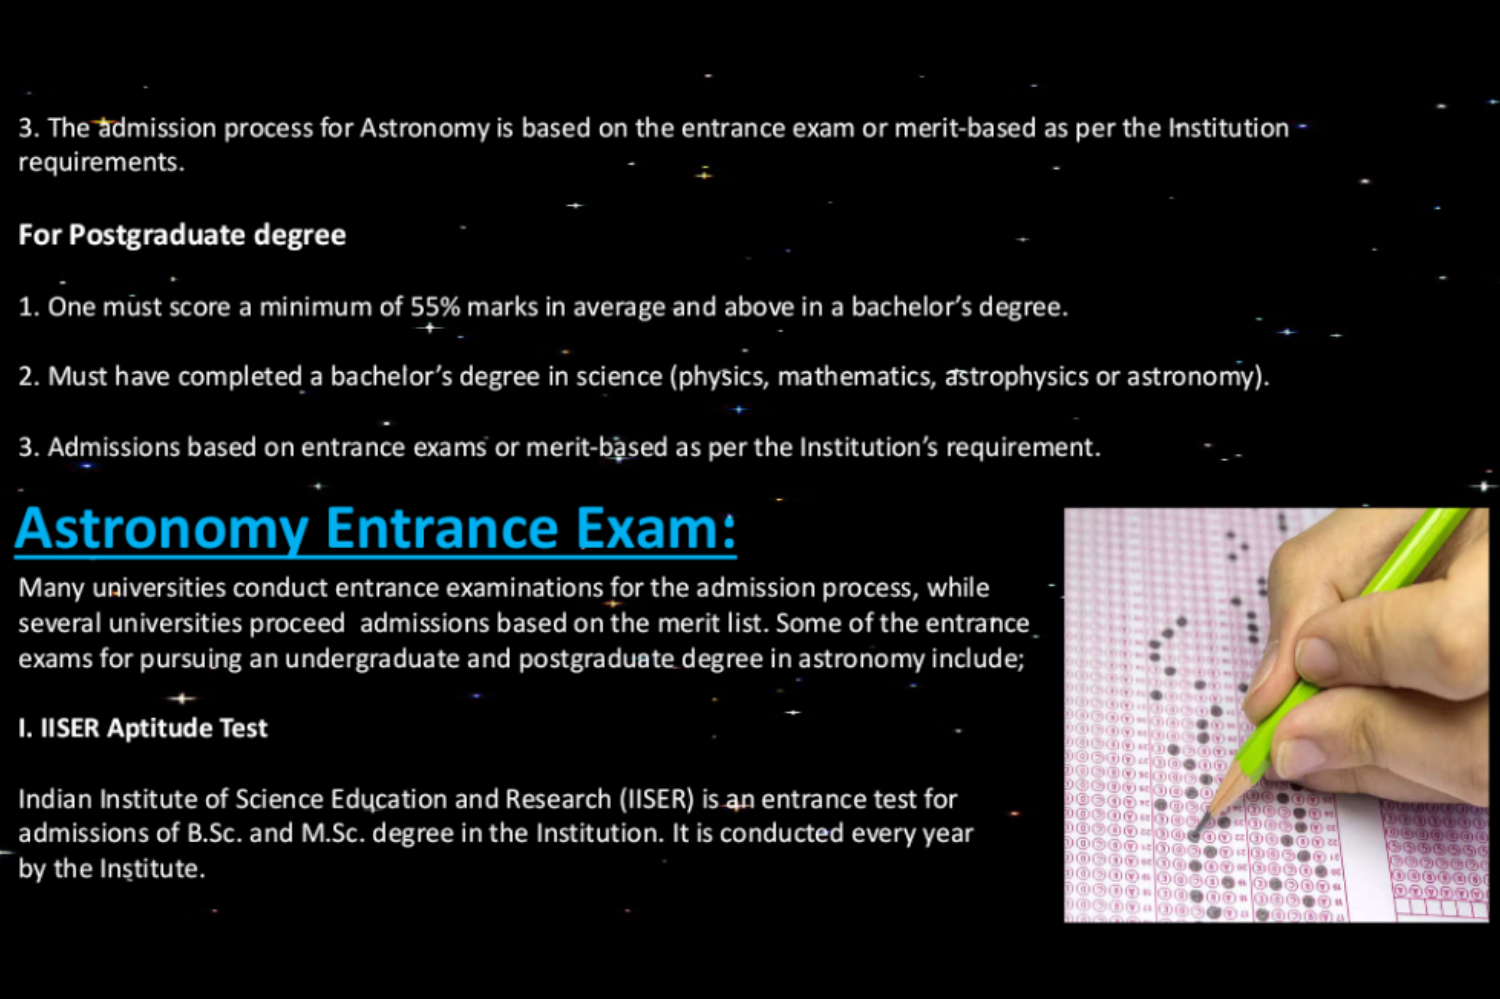 3. The admission process for Astronomy is based on the entrance exam or merit-based as per the Institution
requirements.
For Postgraduate degree
1. One must score a minimum of 55% marks in average and above in a bachelor’s degree.
2. Must have completed a bachelor’s degree in science (physics, mathematics, astrophysics or astronomy).
3. Admissions based on entrance exams or merit-based as per the Institution’s requirement.
Astronomy Entrance Exam:
Many universities conduct entrance examinations for the admission process, while
several universities proceed  admissions based on the merit list. Some of the entrance
exams for pursuing an undergraduate and postgraduate degree in astronomy include;
I. IISER Aptitude Test
Indian Institute of Science Education and Research (IISER) is an entrance test for
admissions of B.Sc. and M.Sc. degree in the Institution. It is conducted every year
by the Institute.